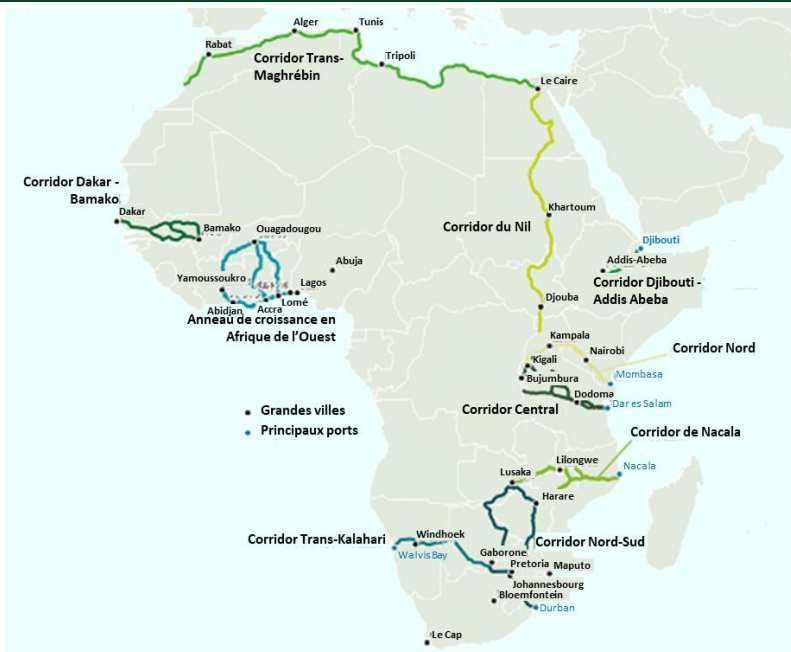 Alger
Tunis
Rabat
Corridor Trans-
Maghrébin
Tripoli
Le Caire
Corridor Dakar -
Bamako
Dakar
Bamako
Ouagadougou
Khartoum
Corridor du Nil
Abuja
Djibouti
Addis-Abeba
Corridor Djibouti -
Addis Abeba
Yamoussoukro
Lagos
Lomé
Accra
Abidjan
Anneau de croissance en
Afrique de l'Ouest
Djouba
Kampala
Nairobi
Corridor Nord
Kigali
Mombasa
Bujumbura
Dodoma
Dar es Salam
Corridor Central
Grandes villes
Principaux ports
Corridor de Nacala
Lilongwe
Lusaka
Nacala
Harare
Corridor Trans-Kalahari
Windhoek
Walvis Bay
Corridor Nord-Sud
Gaborone
Pretoria
Maputo
Johannesbourg
Bloemfontein
Durban
Le Cap